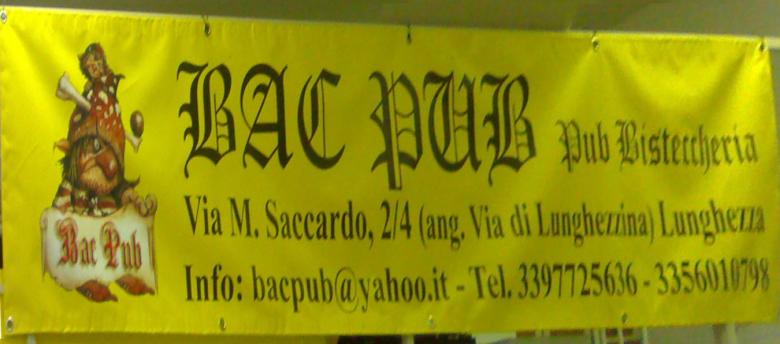 BAC PUB Pub Bisteccheria
Via M. Saccardo, 2/4 (ang. Via di Lunghezzina) Lunghezza
Info: bacpub@yahoo.it - Tel. 3397725636 - 3356010798
Bac Pub